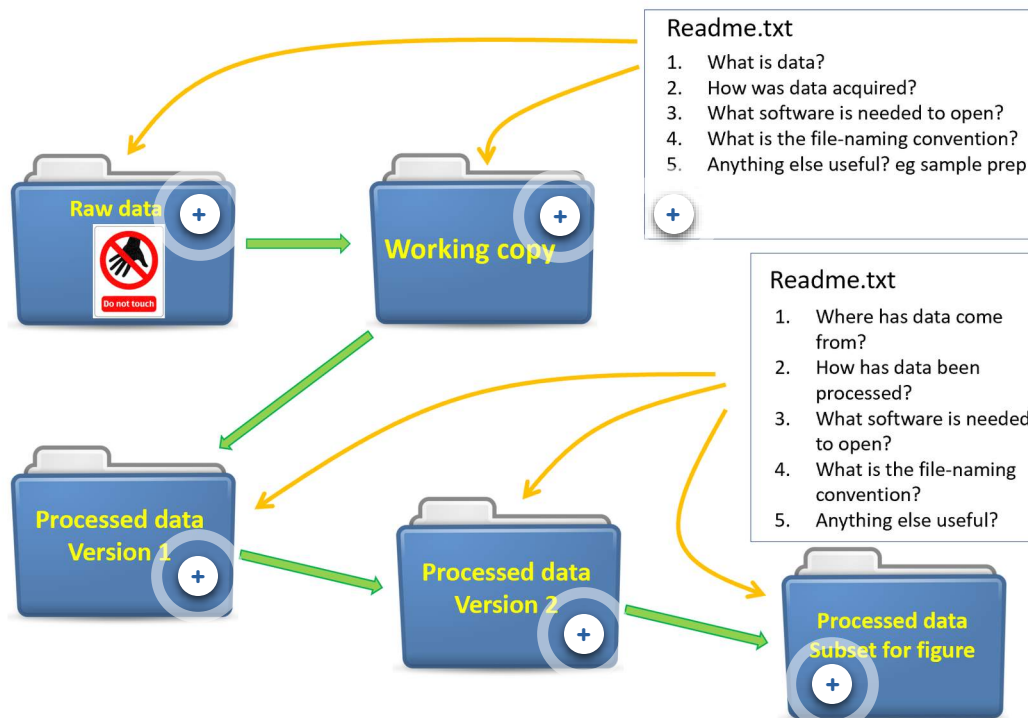 Readme.txt
1. What is data?
2. How was data acquired?
3. What software is needed to open?
4. What is the file-naming convention?
5. Anything else useful? eg sample prep
Raw data
Do not touch
Working copy
Readme.txt
1. Where has data come
from?
2. How has data been
processed?
3. What software is needed
to open?
4. What is the file-naming
convention?
5. Anything else useful?
Processed data
Version 1
Processed data
Version 2
Processed data
Subset for figure